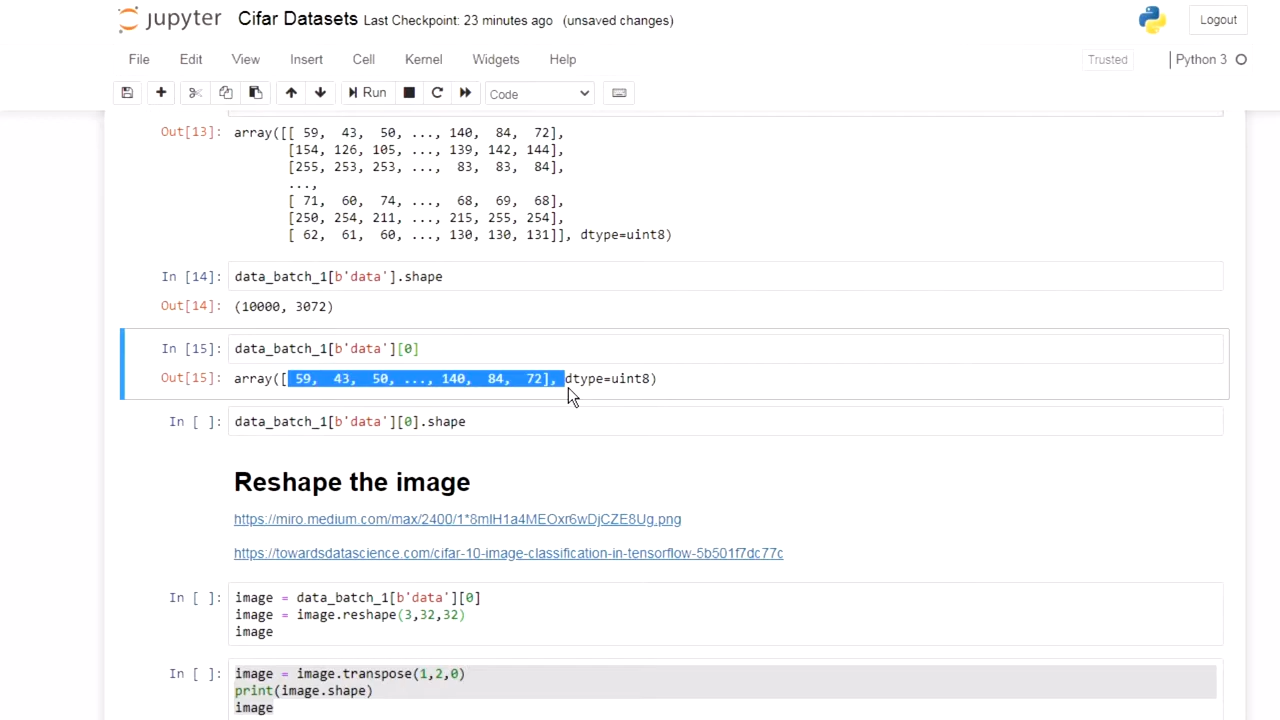 jupyter Cifar Datasets Last Checkpoint: 23 minutes ago (unsaved changes) Logout
File Edit View Insert Cell Kernel Widgets Help Trusted Python 3
Run Code
Out[13]: array([[ 59, 43, 50, ..., 140, 84, 72],
[154, 126, 105, ..., 139, 142, 144],
[255, 253, 253, ..., 83, 83, 84],
...,
[ 71, 60, 74, ..., 68, 69, 68],
[250, 254, 211, ..., 215, 255, 254],
[ 62, 61, 60, ..., 130, 130, 131]], dtype=uint8)
In [14]: data_batch_1[b'data'].shape
Out[14]: (10000, 3072)
In [15]: data_batch_1[b'data'][0]
Out[15]: array([ 59, 43, 50, ..., 140, 84, 72], dtype=uint8)
In [ ]: data_batch_1[b'data'][0].shape
Reshape the image
https://miro.medium.com/max/2400/1*8mlH1a4MEOxr6wDjCZE8Ug.png
https://towardsdatascience.com/cifar-10-image-classification-in-tensorflow-5b501f7dc77c
In [ ]: image = data_batch_1[b'data'][0]
image = image.reshape(3,32,32)
image
In [ ]: image = image.transpose(1,2,0)
print(image.shape)
image